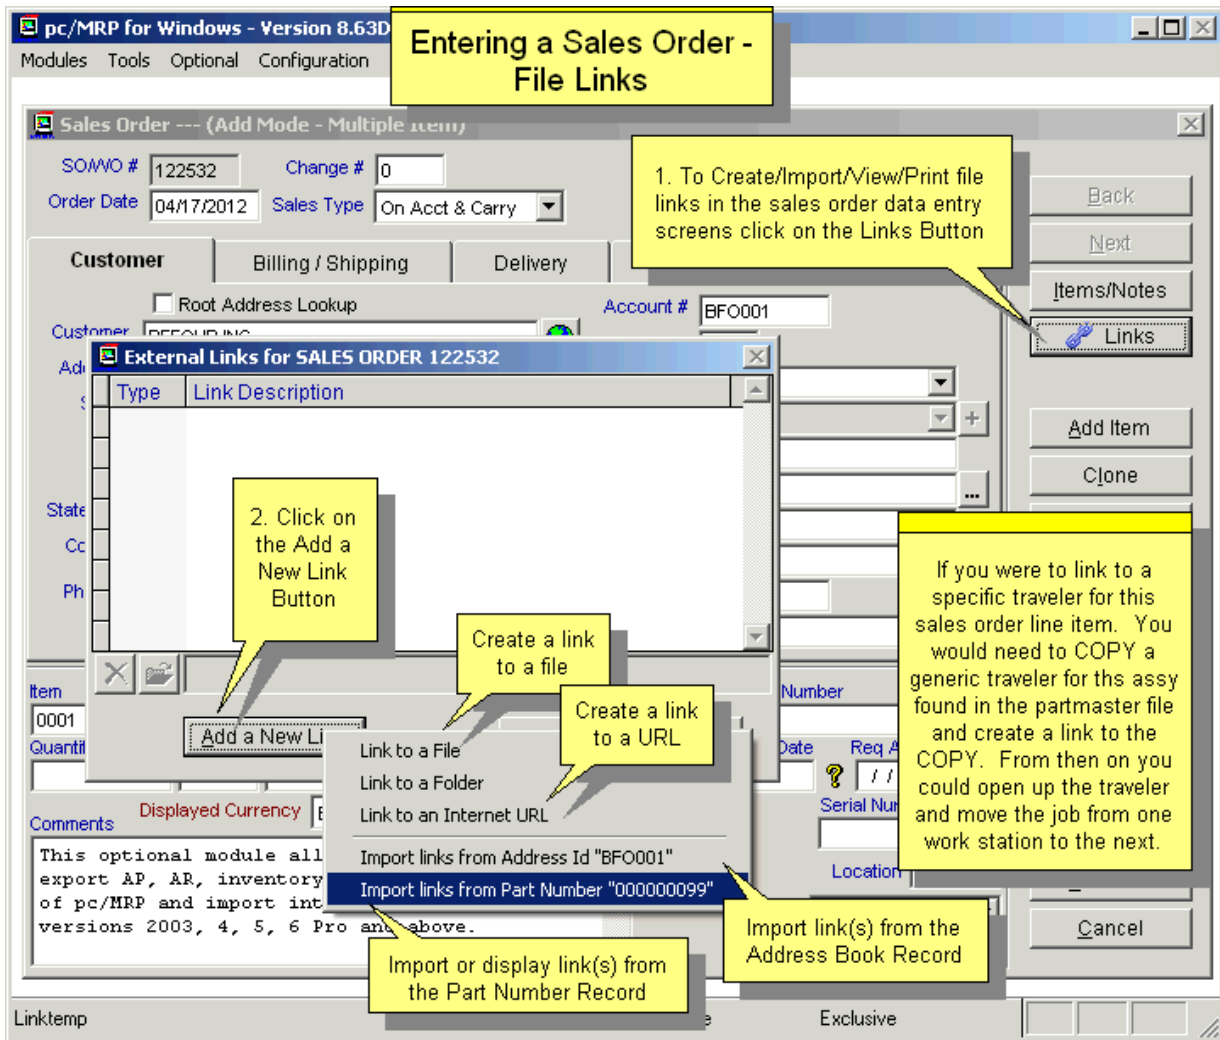 pc/MRP for Windows - Version 8.63D
Entering a Sales Order -
File Links
Modules Tools Optional Configuration
Sales Order --- (Add Mode - Multiple Item)
SO/WO # 122532 Change # 0
Order Date 04/17/2012 Sales Type On Acct & Carry
1. To Create/Import/View/Print file
links in the sales order data entry
screens click on the Links Button
Back
Next
Items/Notes
Links
Add Item
Clone
Customer Billing / Shipping Delivery
Root Address Lookup Account # BFO001
Customer
External Links for SALES ORDER 122532
Type Link Description
State
Ph
2. Click on
the Add a
New Link
Button
Create a link
to a file
Create a link
to a URL
If you were to link to a
specific traveler for this
sales order line item. You
would need to COPY a
generic traveler for ths assy
found in the partmaster file
and create a link to the
COPY. From then on you
could open up the traveler
and move the job from one
work station to the next.
Item Number
0001
Add a New Li
Date Req A
/ /
Link to a File
Link to a Folder
Link to an Internet URL
Import links from Address Id "BFO001"
Import links from Part Number "000000099"
Displayed Currency
Serial Nu
Location
Comments
This optional module all
export AP, AR, inventory
of pc/MRP and import int
versions 2003, 4, 5, 6 Pro and above.
Import or display link(s) from
the Part Number Record
Import link(s) from the
Address Book Record
Cancel
Linktemp Exclusive